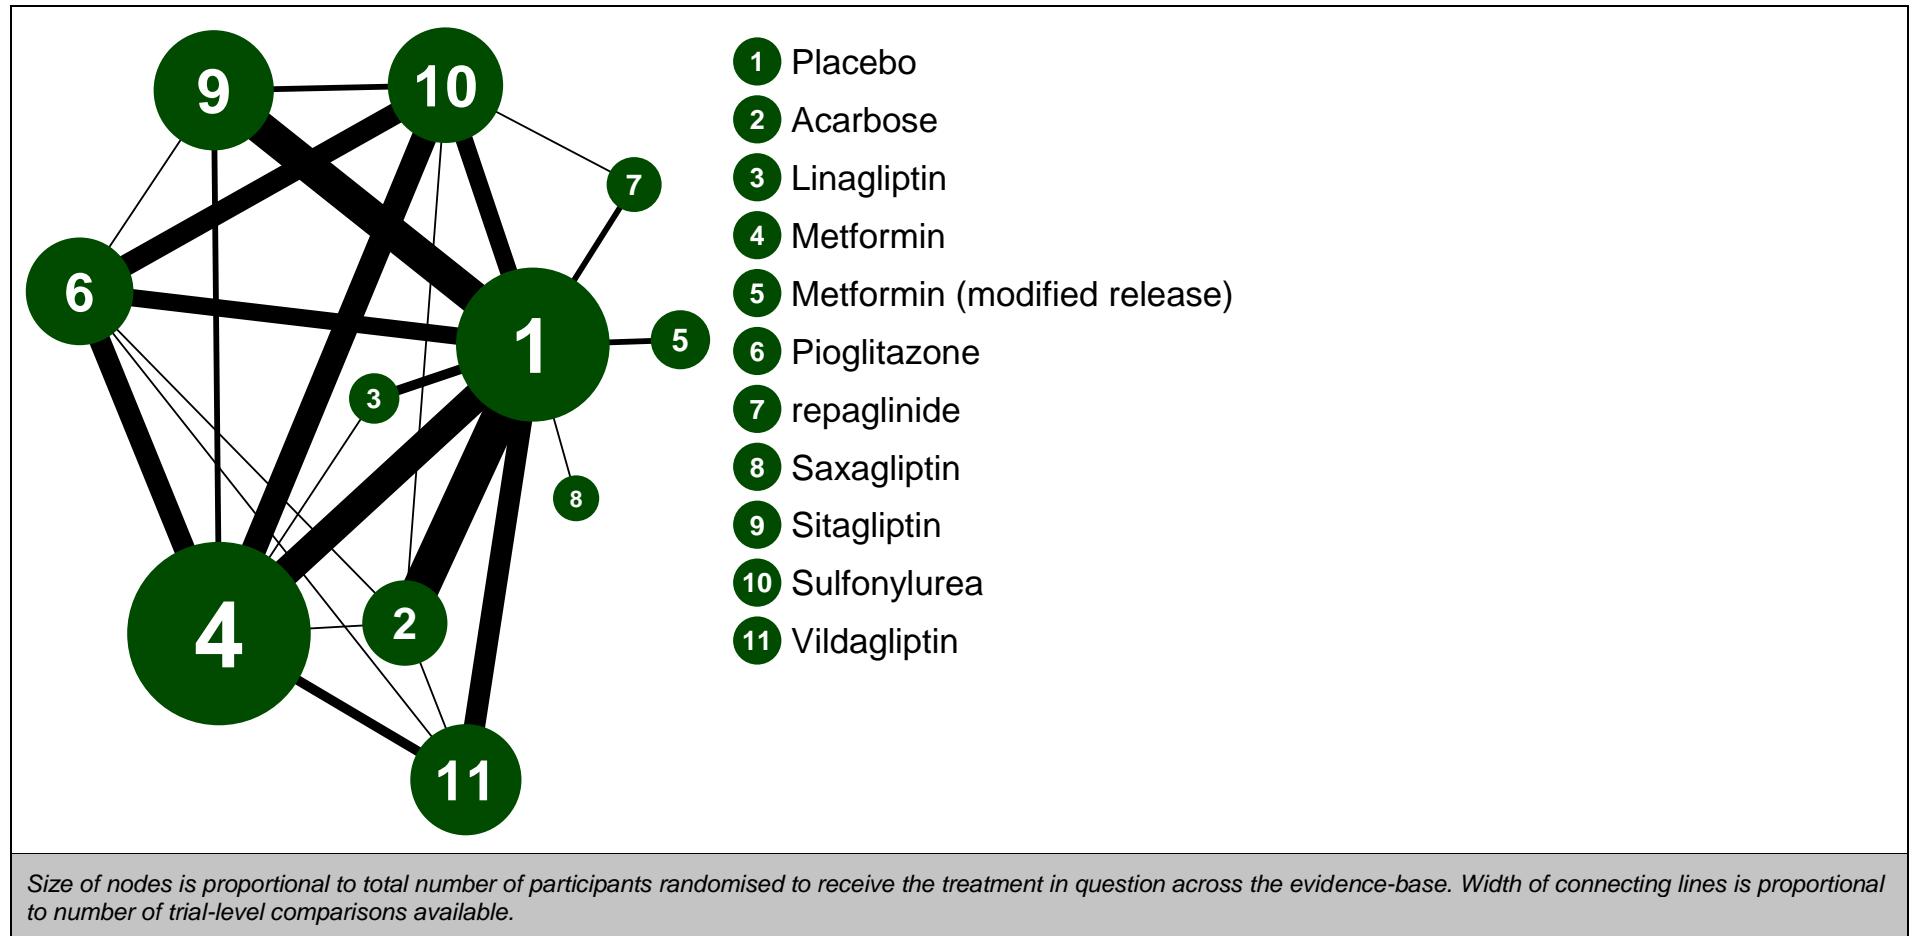 9
10
7
6
1
5
3
8
4
2
11
1 Placebo
2 Acarbose
3 Linagliptin
4 Metformin
5 Metformin (modified release)
6 Pioglitazone
7 repaglinide
8 Saxagliptin
9 Sitagliptin
10 Sulfonylurea
11 Vildagliptin
Size of nodes is proportional to total number of participants randomised to receive the treatment in question across the evidence-base. Width of connecting lines is proportional
to number of trial-level comparisons available.